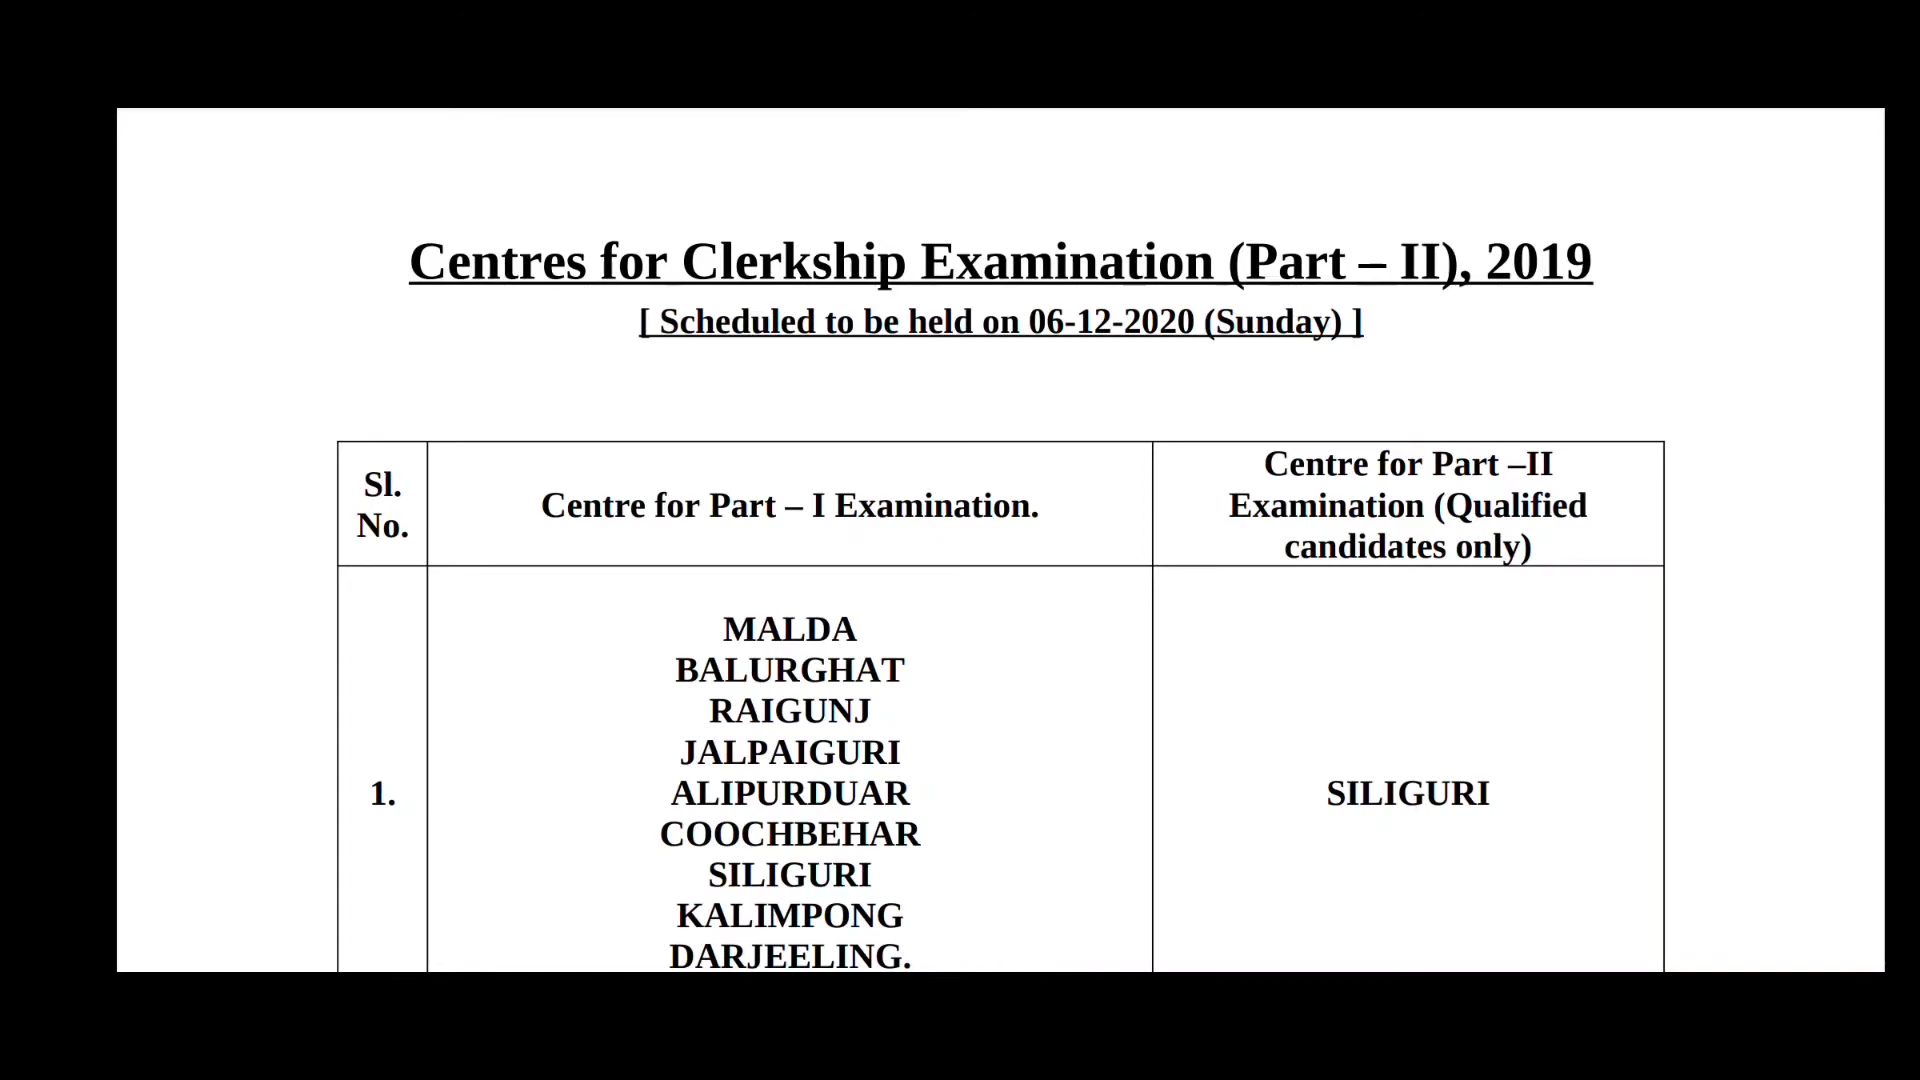 Centres for Clerkship Examination (Part – II), 2019
[ Scheduled to be held on 06-12-2020 (Sunday) ]
Sl.
No.
Centre for Part – I Examination.
Centre for Part –II
Examination (Qualified
candidates only)
1.
MALDA
BALURGHAT
RAIGUNJ
JALPAIGURI
ALIPURDUAR
COOCHBEHAR
SILIGURI
KALIMPONG
DARJEELING.
SILIGURI